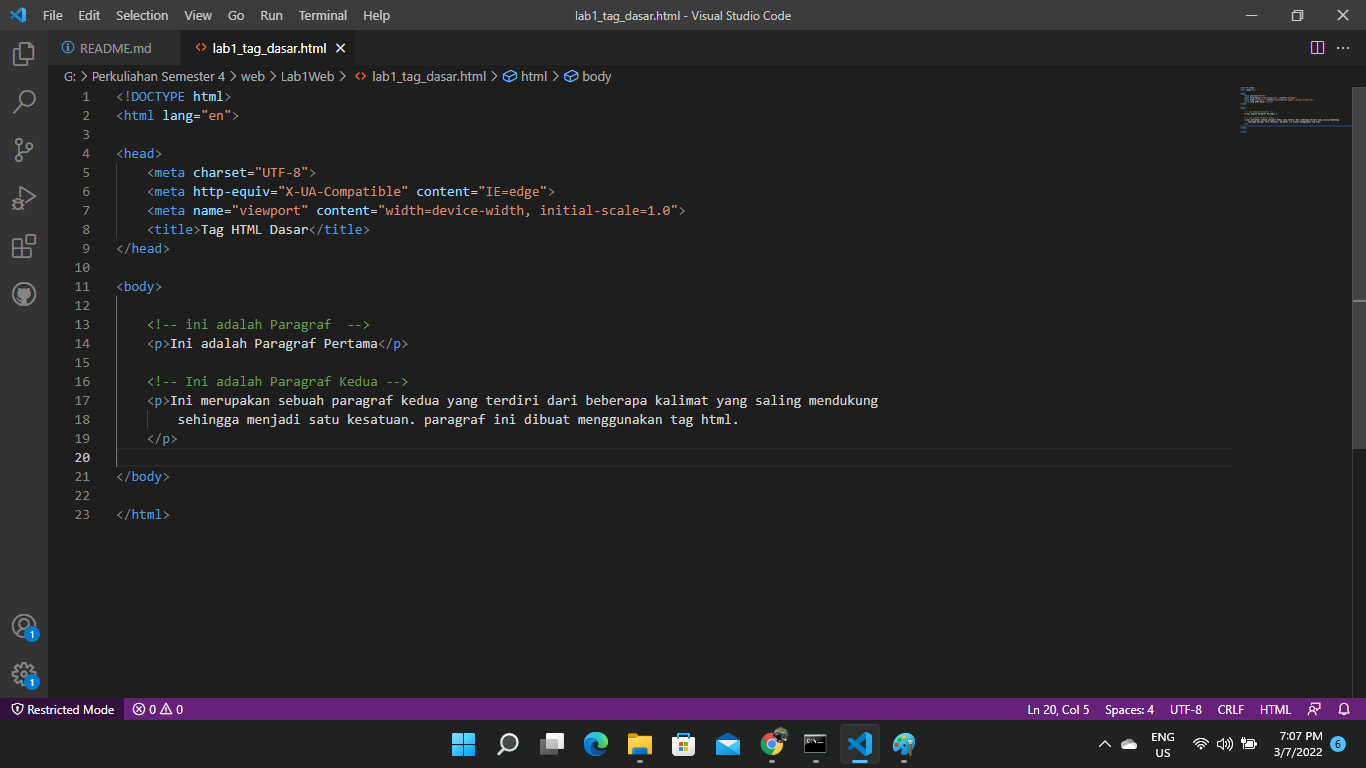 File Edit Selection View Go Run Terminal Help lab1_tag_dasar.html - Visual Studio Code
README.md lab1_tag_dasar.html
G: > Perkuliahan Semester 4 > web > Lab1Web > lab1_tag_dasar.html > html > body
1 <!DOCTYPE html>
2 <html lang="en">
3
4 <head>
5 <meta charset="UTF-8">
6 <meta http-equiv="X-UA-Compatible" content="IE=edge">
7 <meta name="viewport" content="width=device-width, initial-scale=1.0">
8 <title>Tag HTML Dasar</title>
9 </head>
10
11 <body>
12
13 <!-- ini adalah Paragraf  -->
14 <p>Ini adalah Paragraf Pertama</p>
15
16 <!-- Ini adalah Paragraf Kedua -->
17 <p>Ini merupakan sebuah paragraf kedua yang terdiri dari beberapa kalimat yang saling mendukung
18 sehingga menjadi satu kesatuan. paragraf ini dibuat menggunakan tag html.
19 </p>
20
21 </body>
22
23 </html>
1
1
Restricted Mode 0 0 Ln 20, Col 5 Spaces: 4 UTF-8 CRLF HTML
ENG 7:07 PM
US 3/7/2022 6